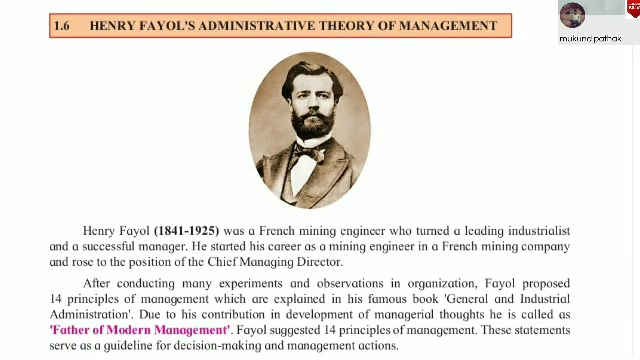 1.6 HENRY FAYOL'S ADMINISTRATIVE THEORY OF MANAGEMENT
mukund pathak
Henry Fayol (1841-1925) was a French mining engineer who turned a leading industrialist
and a successful manager. He started his career as a mining engineer in a French mining company
and rose to the position of the Chief Managing Director.
After conducting many experiments and observations in organization, Fayol proposed
14 principles of management which are explained in his famous book 'General and Industrial
Administration'. Due to his contribution in development of managerial thoughts he is called as
'Father of Modern Management'. Fayol suggested 14 principles of management. These statements
serve as a guideline for decision-making and management actions.